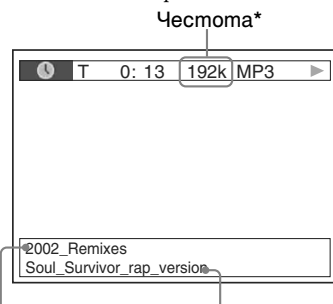 Честота*
T 0: 13 192k MP3
2002_Remixes
Soul_Survivor_rap_version